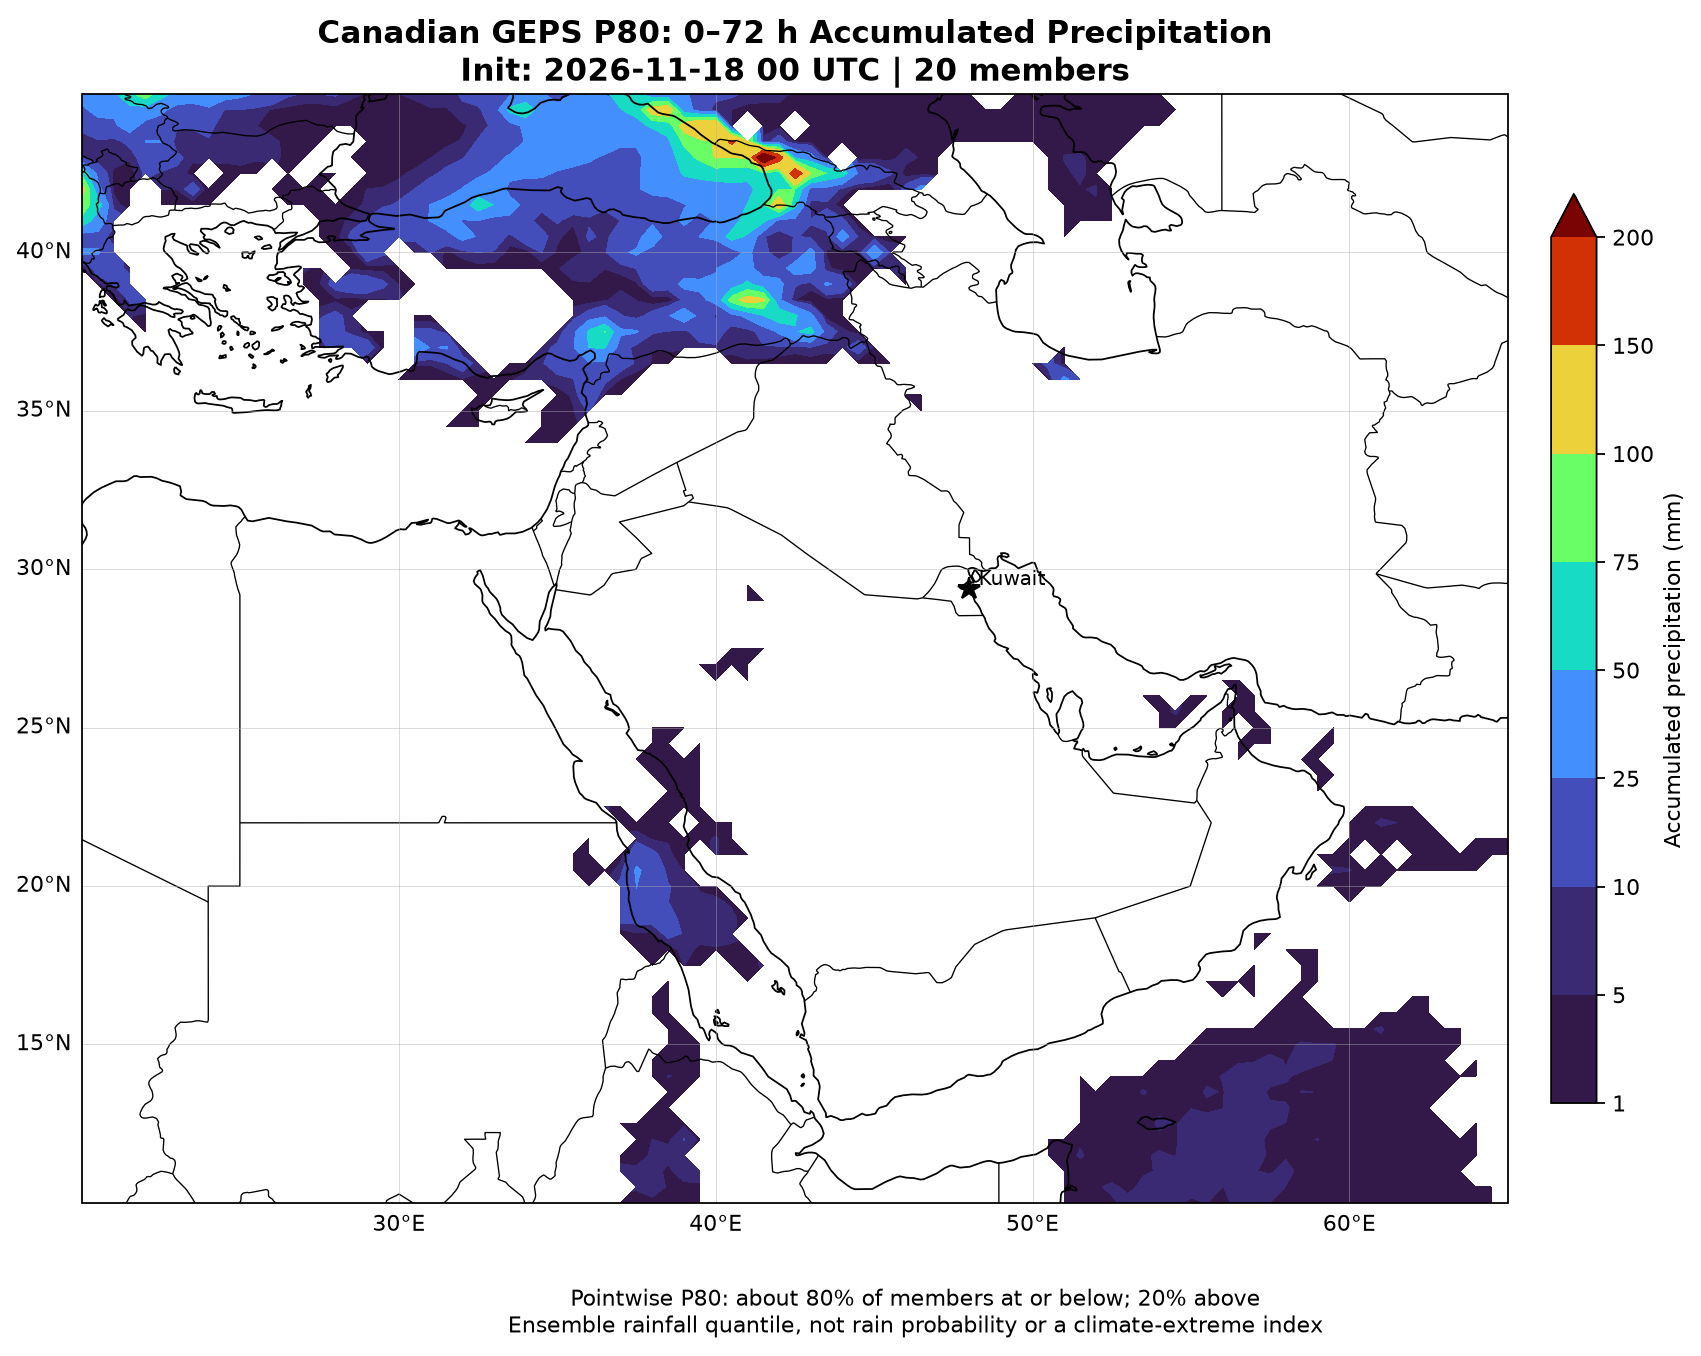 Canadian GEPS P80: 0–72 h Accumulated Precipitation
Init: 2026-11-18 00 UTC | 20 members
40°N
35°N
30°N
25°N
20°N
15°N
30°E
40°E
50°E
60°E
Kuwait
200
150
100
75
50
25
10
5
1
Accumulated precipitation (mm)
Pointwise P80: about 80% of members at or below; 20% above
Ensemble rainfall quantile, not rain probability or a climate-extreme index